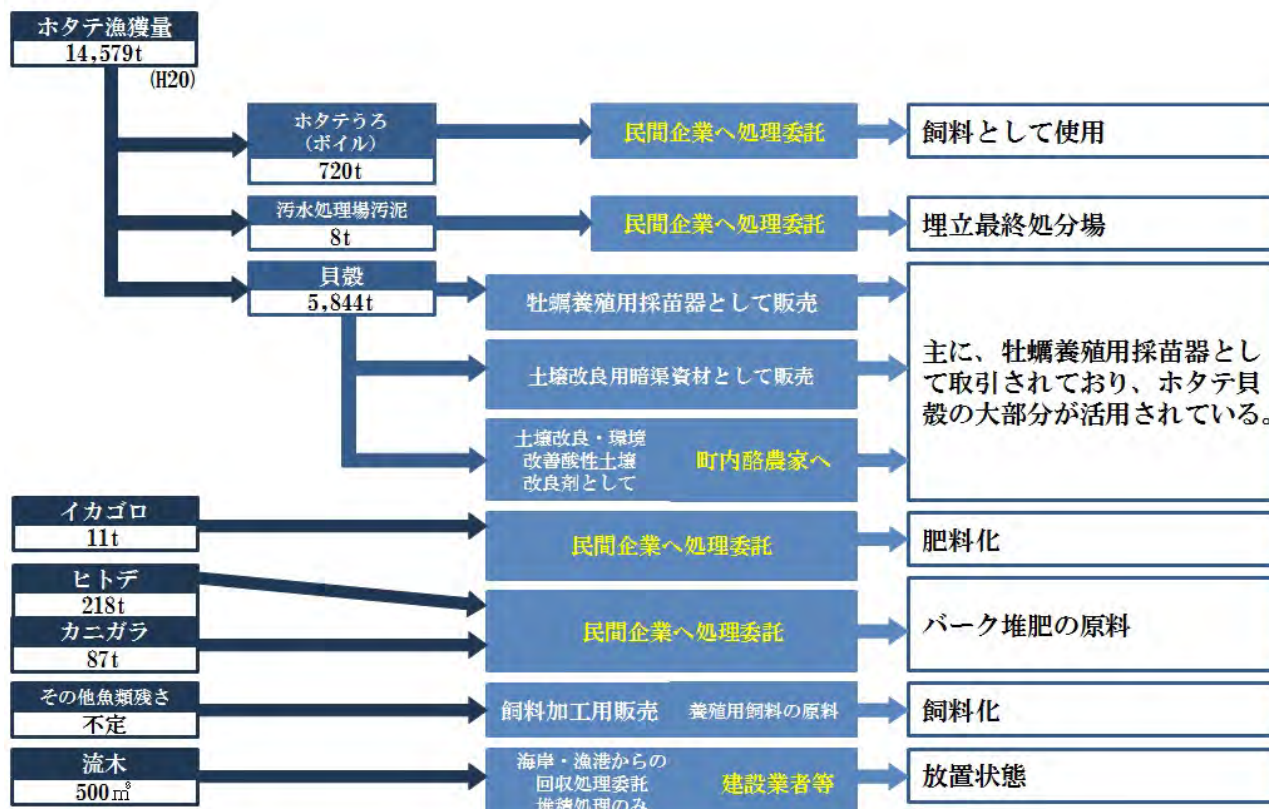 ホタテ漁獲量
14,579t
(H20)
ホタテうろ
(ボイル)
720t
民間企業へ処理委託
飼料として使用
汚水処理場汚泥
8t
民間企業へ処理委託
埋立最終処分場
貝殻
5,844t
牡蠣養殖用採苗器として販売
土壌改良用暗渠資材として販売
土壌改良・環境
改善酸性土壌
改良剤として
町内酪農家へ
主に、牡蠣養殖用採苗器とし
て取引されており、ホタテ貝
殻の大部分が活用されている。
イカゴロ
11t
民間企業へ処理委託
肥料化
ヒトデ
218t
カニガラ
87t
民間企業へ処理委託
バーク堆肥の原料
その他魚類残さ
不定
飼料加工用販売
養殖用飼料の原料
飼料化
流木
500㎥
海岸・漁港からの
回収処理委託
堆積処理のみ
建設業者等
放置状態